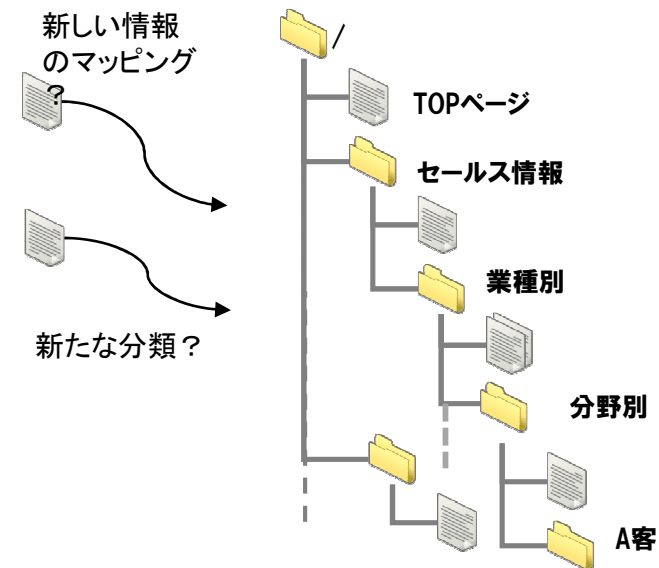 新しい情報
のマッピング
？
/
TOPページ
セールス情報
業種別
新たな分類？
分野別
A客